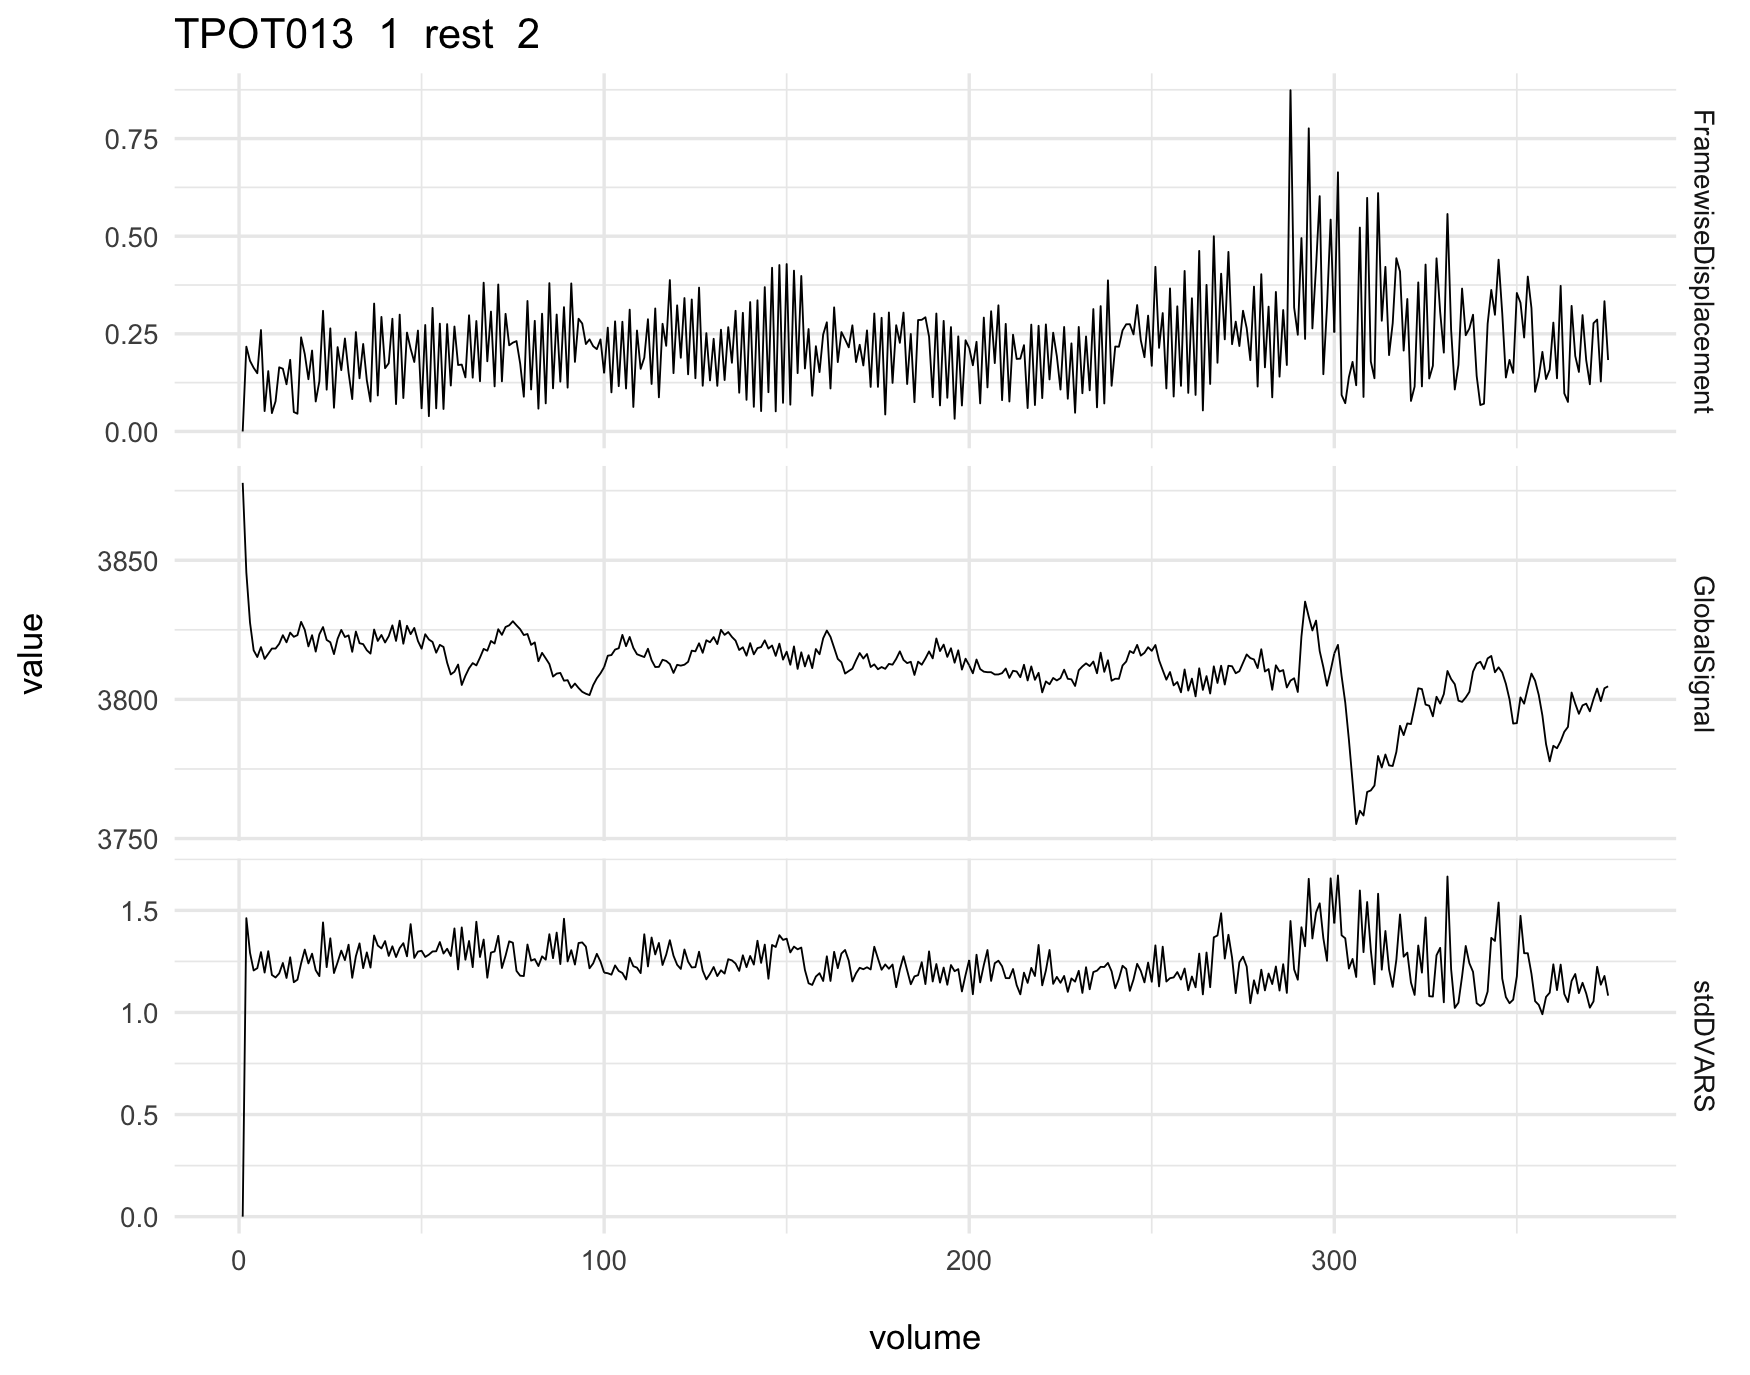 TPOT013 1 rest 2
0.75
0.50
0.25
0.00
FramewiseDisplacement
3850
3800
3750
GlobalSignal
1.5
1.0
0.5
0.0
stdDVARS
value
0 100 200 300
volume